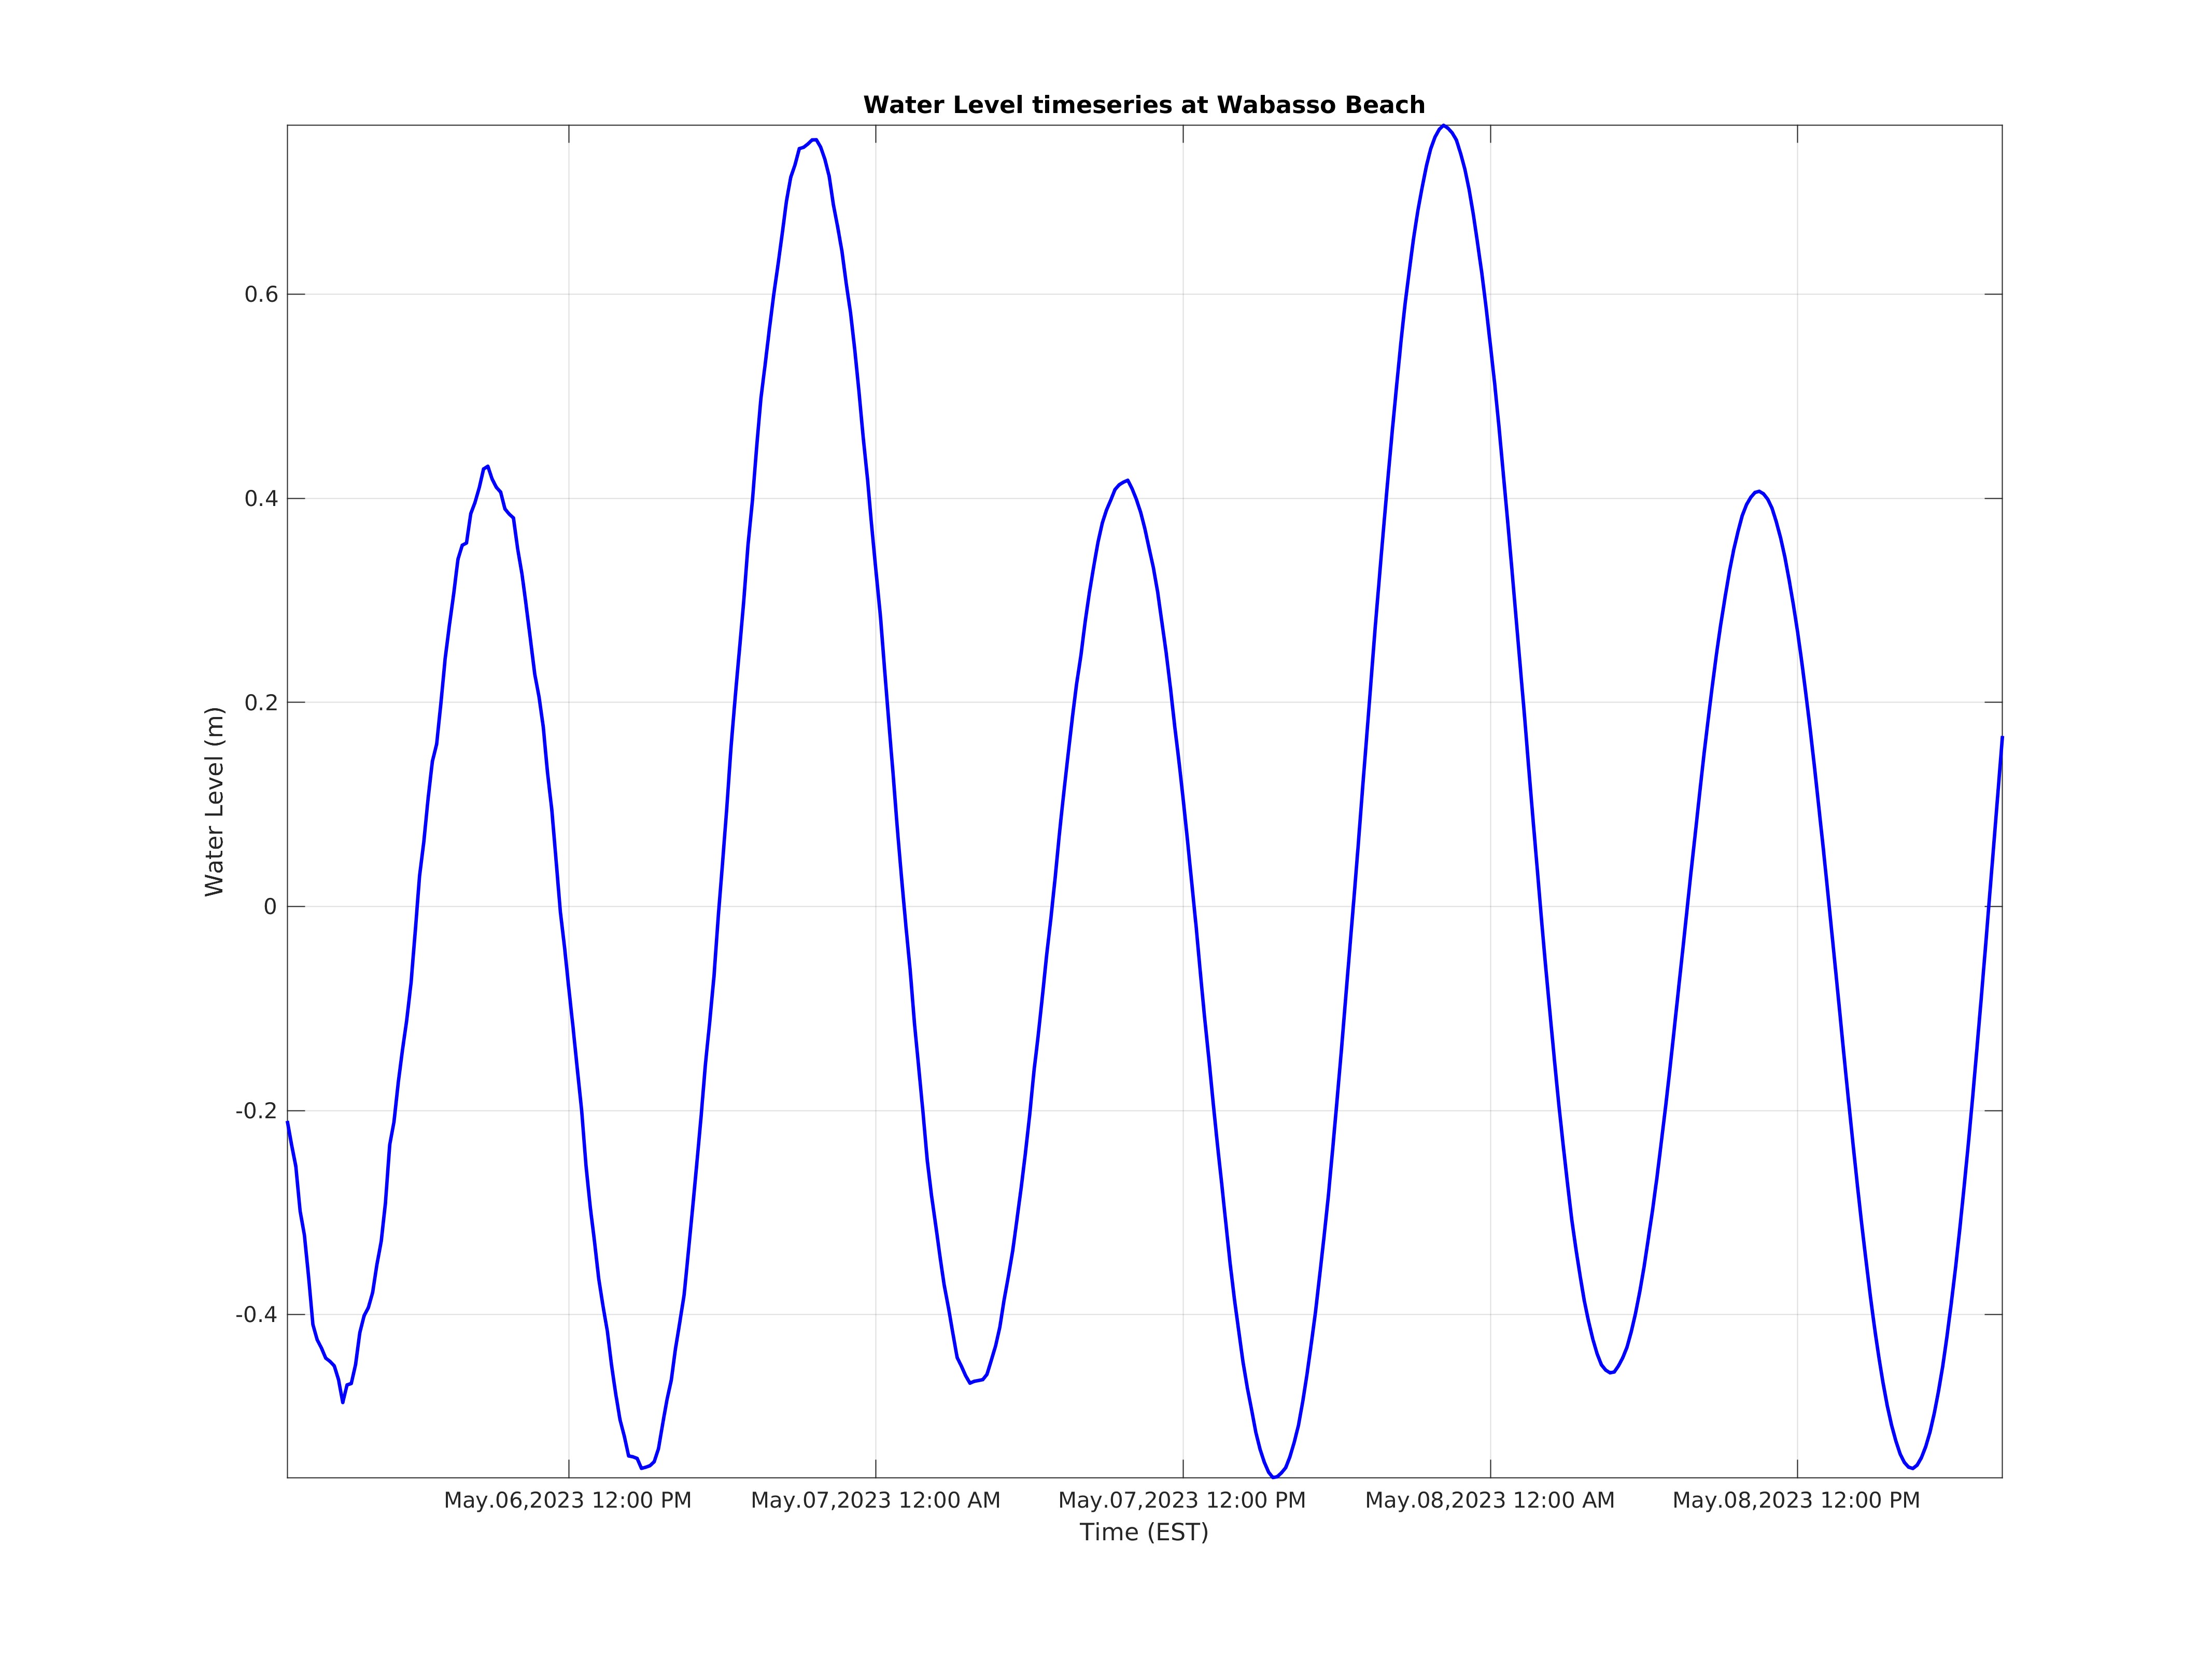 Water Level timeseries at Wabasso Beach
0.6
0.4
0.2
0
-0.2
-0.4
Water Level (m)
May.06,2023 12:00 PM
May.07,2023 12:00 AM
May.07,2023 12:00 PM
May.08,2023 12:00 AM
May.08,2023 12:00 PM
Time (EST)